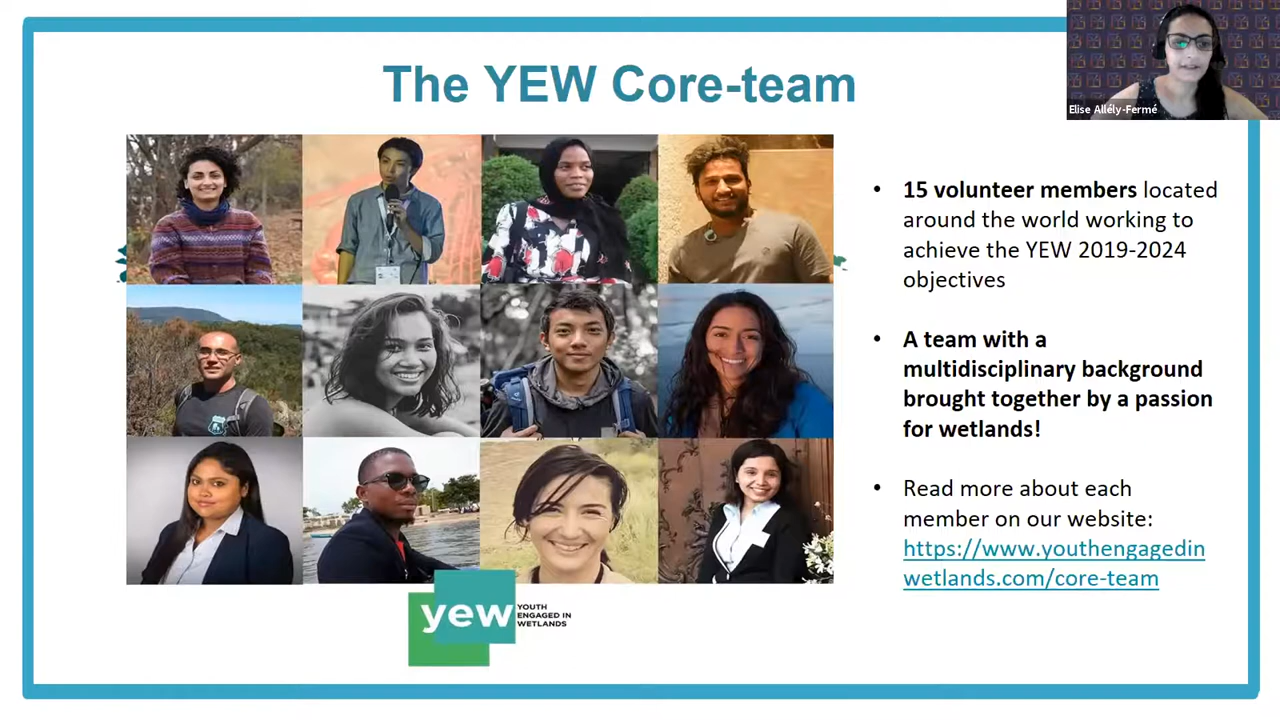 The YEW Core-team
Elise Allély-Fermé
• 15 volunteer members located
around the world working to
achieve the YEW 2019-2024
objectives
• A team with a
multidisciplinary background
brought together by a passion
for wetlands!
• Read more about each
member on our website:
https://www.youthengagedin
wetlands.com/core-team
yew
YOUTH
ENGAGED IN
WETLANDS